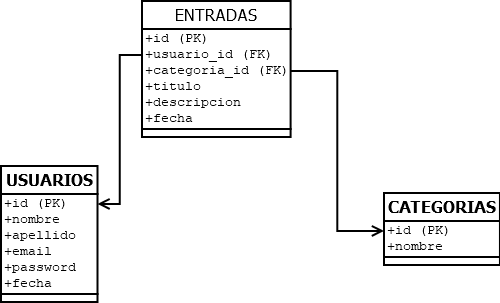 ENTRADAS
+id (PK)
+usuario_id (FK)
+categoria_id (FK)
+titulo
+descripcion
+fecha
USUARIOS
+id (PK)
+nombre
+apellido
+email
+password
+fecha
CATEGORIAS
+id (PK)
+nombre